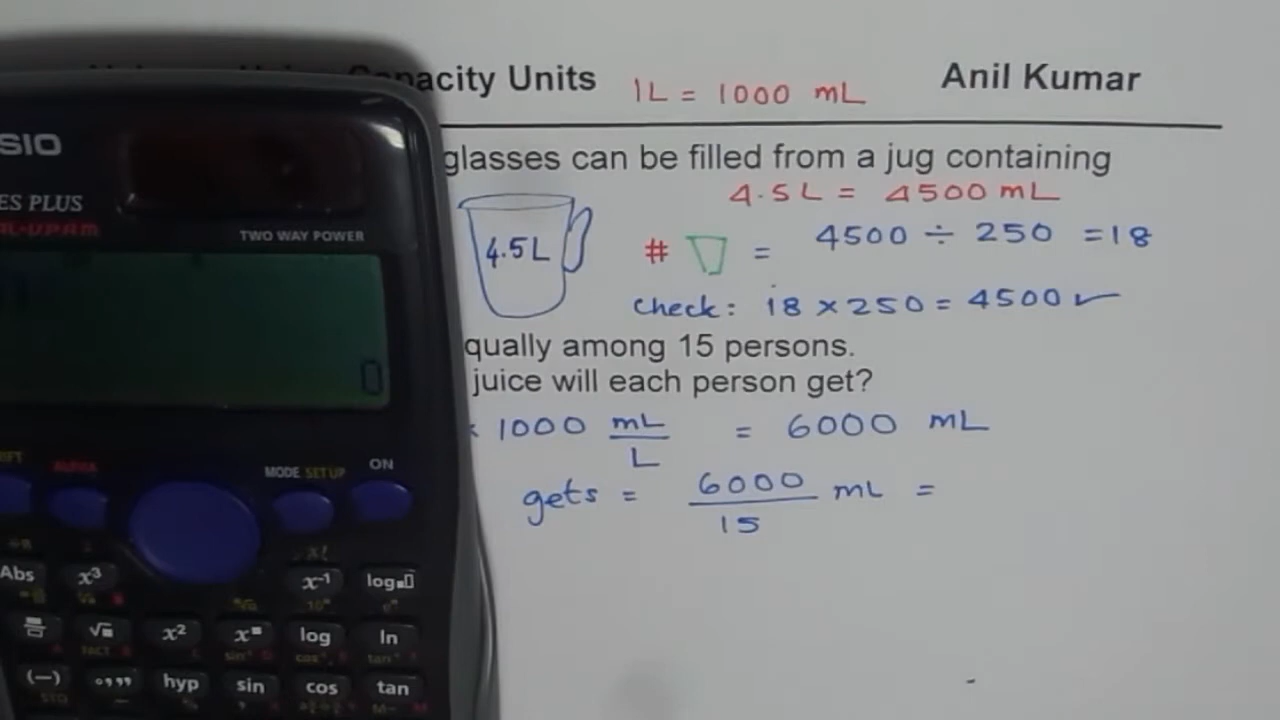 Capacity Units 1L = 1000 mL Anil Kumar
glasses can be filled from a jug containing
4.5L = 4500 mL
4.5L # = 4500 ÷ 250 = 18
Check: 18 × 250 = 4500 ✓
qually among 15 persons.
juice will each person get?
1000 mL/L = 6000 mL
gets = 6000/15 mL =
SIO
ES PLUS
TWO WAY POWER
0
ALPHA MODE SETUP ON
Abs x³ x⁻¹ log
√ x² log ln
(−) hyp sin cos tan